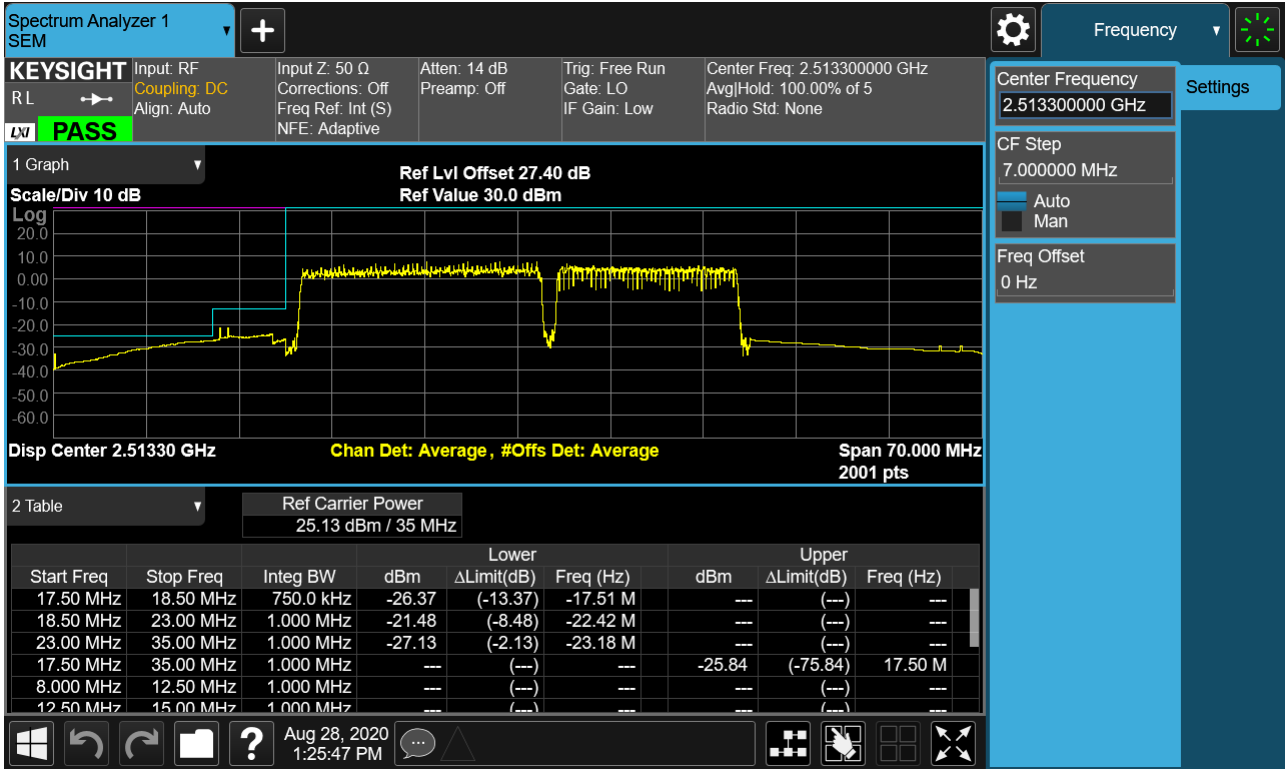 Spectrum Analyzer 1
SEM
Frequency
KEYSIGHT
R L
LXI PASS
Input: RF
Coupling: DC
Align: Auto
Input Z: 50 Ω
Corrections: Off
Freq Ref: Int (S)
NFE: Adaptive
Atten: 14 dB
Preamp: Off
Trig: Free Run
Gate: LO
IF Gain: Low
Center Freq: 2.513300000 GHz
Avg|Hold: 100.00% of 5
Radio Std: None
Center Frequency
2.513300000 GHz
Settings
CF Step
7.000000 MHz
Auto
Man
Freq Offset
0 Hz
1 Graph
Scale/Div 10 dB
Ref Lvl Offset 27.40 dB
Ref Value 30.0 dBm
Log
20.0
10.0
0.00
-10.0
-20.0
-30.0
-40.0
-50.0
-60.0
Disp Center 2.51330 GHz
Chan Det: Average , #Offs Det: Average
Span 70.000 MHz
2001 pts
2 Table
Ref Carrier Power
25.13 dBm / 35 MHz
Lower Upper
Start Freq Stop Freq Integ BW dBm ΔLimit(dB) Freq (Hz) dBm ΔLimit(dB) Freq (Hz)
17.50 MHz 18.50 MHz 750.0 kHz -26.37 (-13.37) -17.51 M --- (---) ---
18.50 MHz 23.00 MHz 1.000 MHz -21.48 (-8.48) -22.42 M --- (---) ---
23.00 MHz 35.00 MHz 1.000 MHz -27.13 (-2.13) -23.18 M --- (---) ---
17.50 MHz 35.00 MHz 1.000 MHz --- (---) --- -25.84 (-75.84) 17.50 M
8.000 MHz 12.50 MHz 1.000 MHz --- (---) --- --- (---) ---
12.50 MHz 15.00 MHz 1.000 MHz --- (---) --- --- (---) ---
Aug 28, 2020
1:25:47 PM